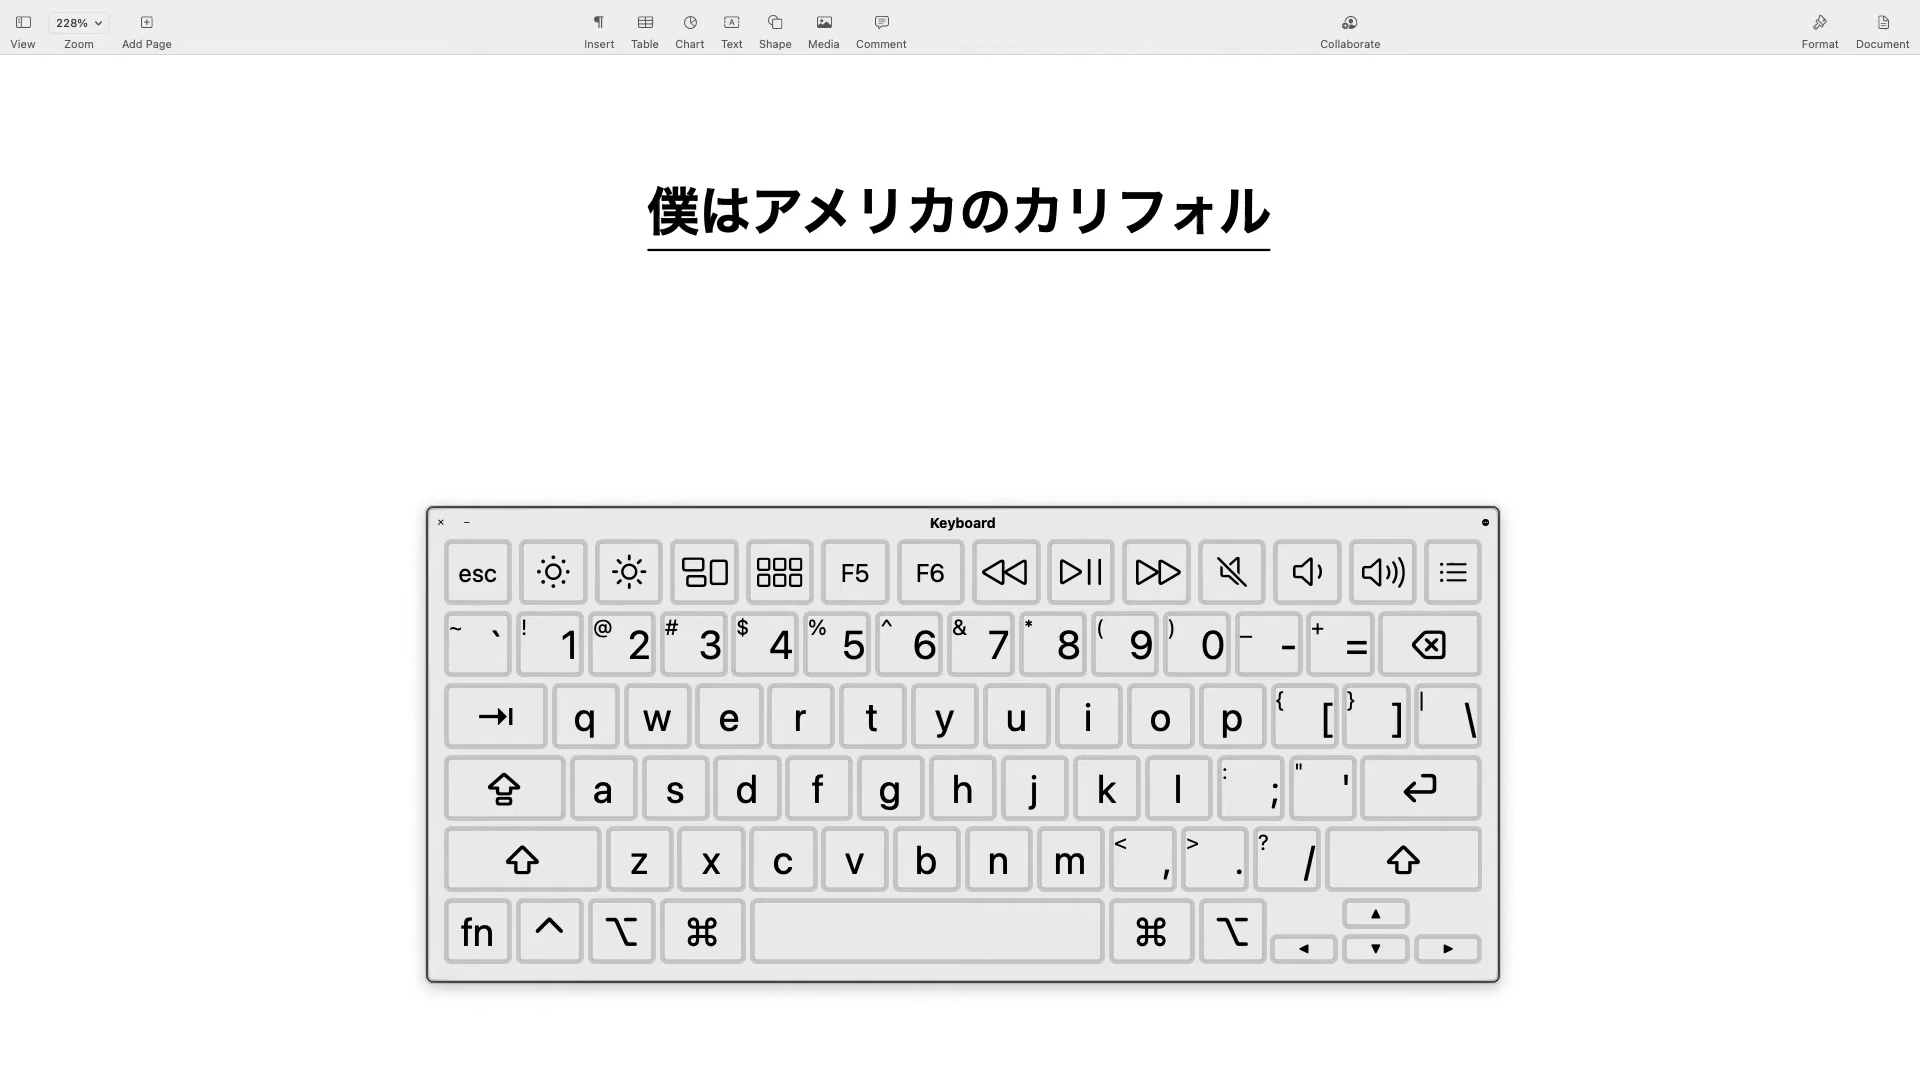 228%
View Zoom Add Page Insert Table Chart Text Shape Media Comment Collaborate Format Document
僕はアメリカのカリフォル
Keyboard
esc F5 F6
~ ` ! 1 @ 2 # 3 $ 4 % 5 ^ 6 & 7 * 8 ( 9 ) 0 _ - + =
q w e r t y u i o p { [ } ] | \
a s d f g h j k l : ; " '
z x c v b n m < , > . ? /
fn ^ ⌥ ⌘ ⌘ ⌥